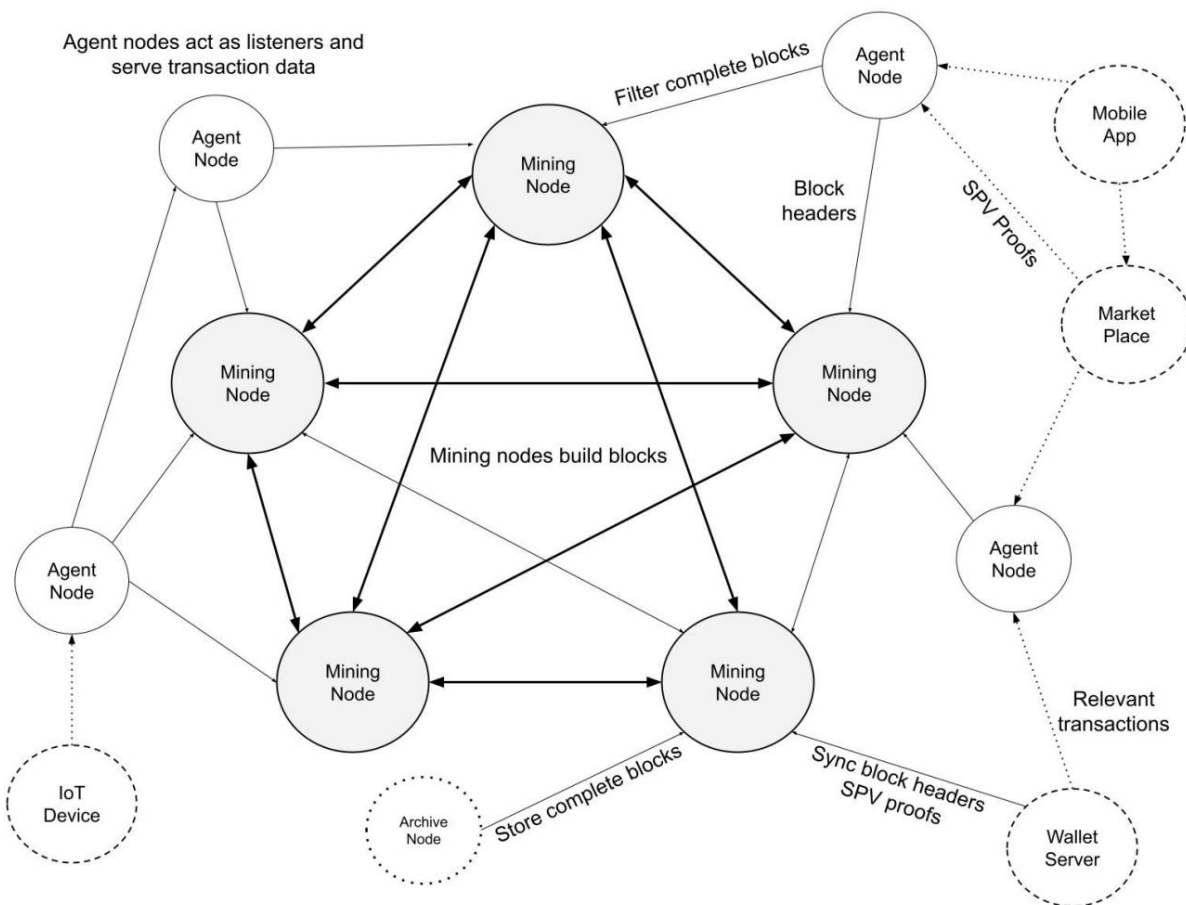 Agent nodes act as listeners and
serve transaction data
Filter complete blocks
Agent
Node
Mobile
App
Agent
Node
Mining
Node
Block
headers
SPV Proofs
Market
Place
Mining
Node
Mining
Node
Mining nodes build blocks
Agent
Node
Agent
Node
Mining
Node
Mining
Node
Relevant
transactions
IoT
Device
Archive
Node
Store complete blocks
Sync block headers
SPV proofs
Wallet
Server